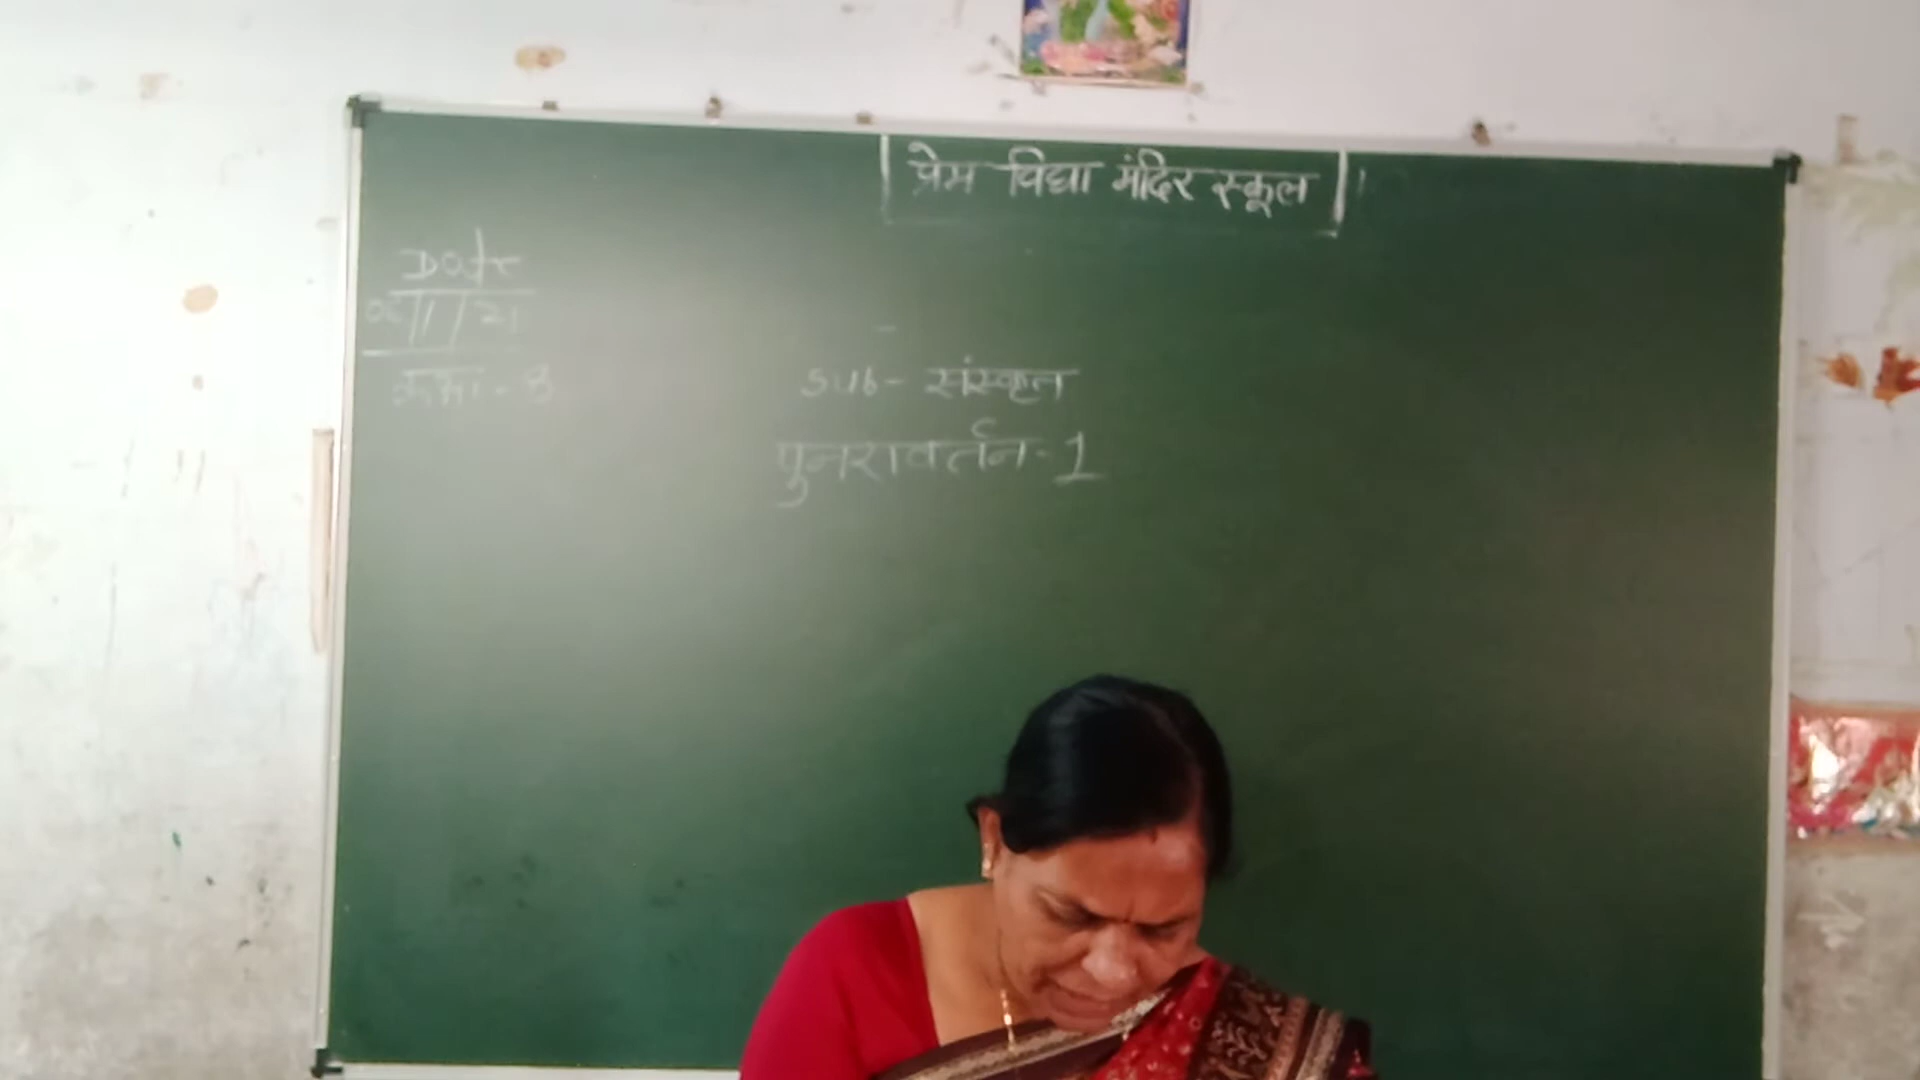 प्रेम विद्या मंदिर स्कूल
Date
कक्षा - 8
Sub - संस्कृत
पुनरावर्तन - 1